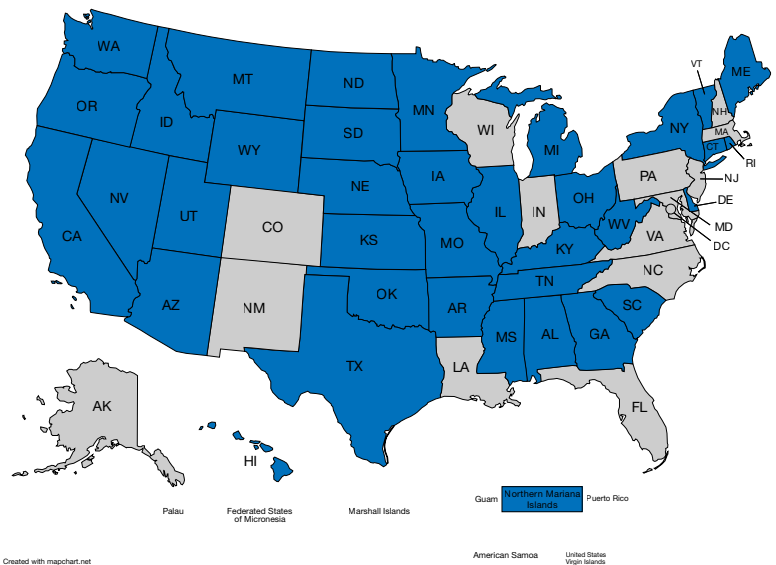 WA
MT
ND
MN
ME
VT
OR
ID
SD
WI
NH
NY
MA
WY
MI
CT
RI
IA
PA
NJ
NE
NV
UT
IL
IN
OH
DE
CO
WV
MD
CA
KS
MO
KY
VA
DC
NC
TN
OK
AZ
NM
AR
SC
MS
AL
GA
TX
LA
AK
FL
HI
Guam
Northern Mariana
Islands
Puerto Rico
Palau
Federated States
of Micronesia
Marshall Islands
American Samoa
United States
Virgin Islands
Created with mapchart.net